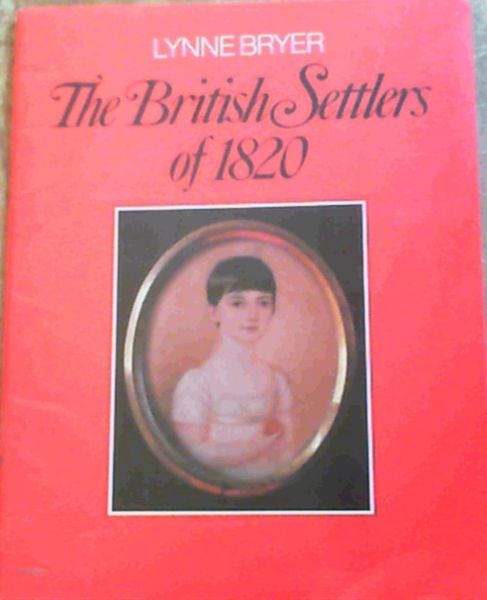 LYNNE BRYER
The British Settlers
of 1820